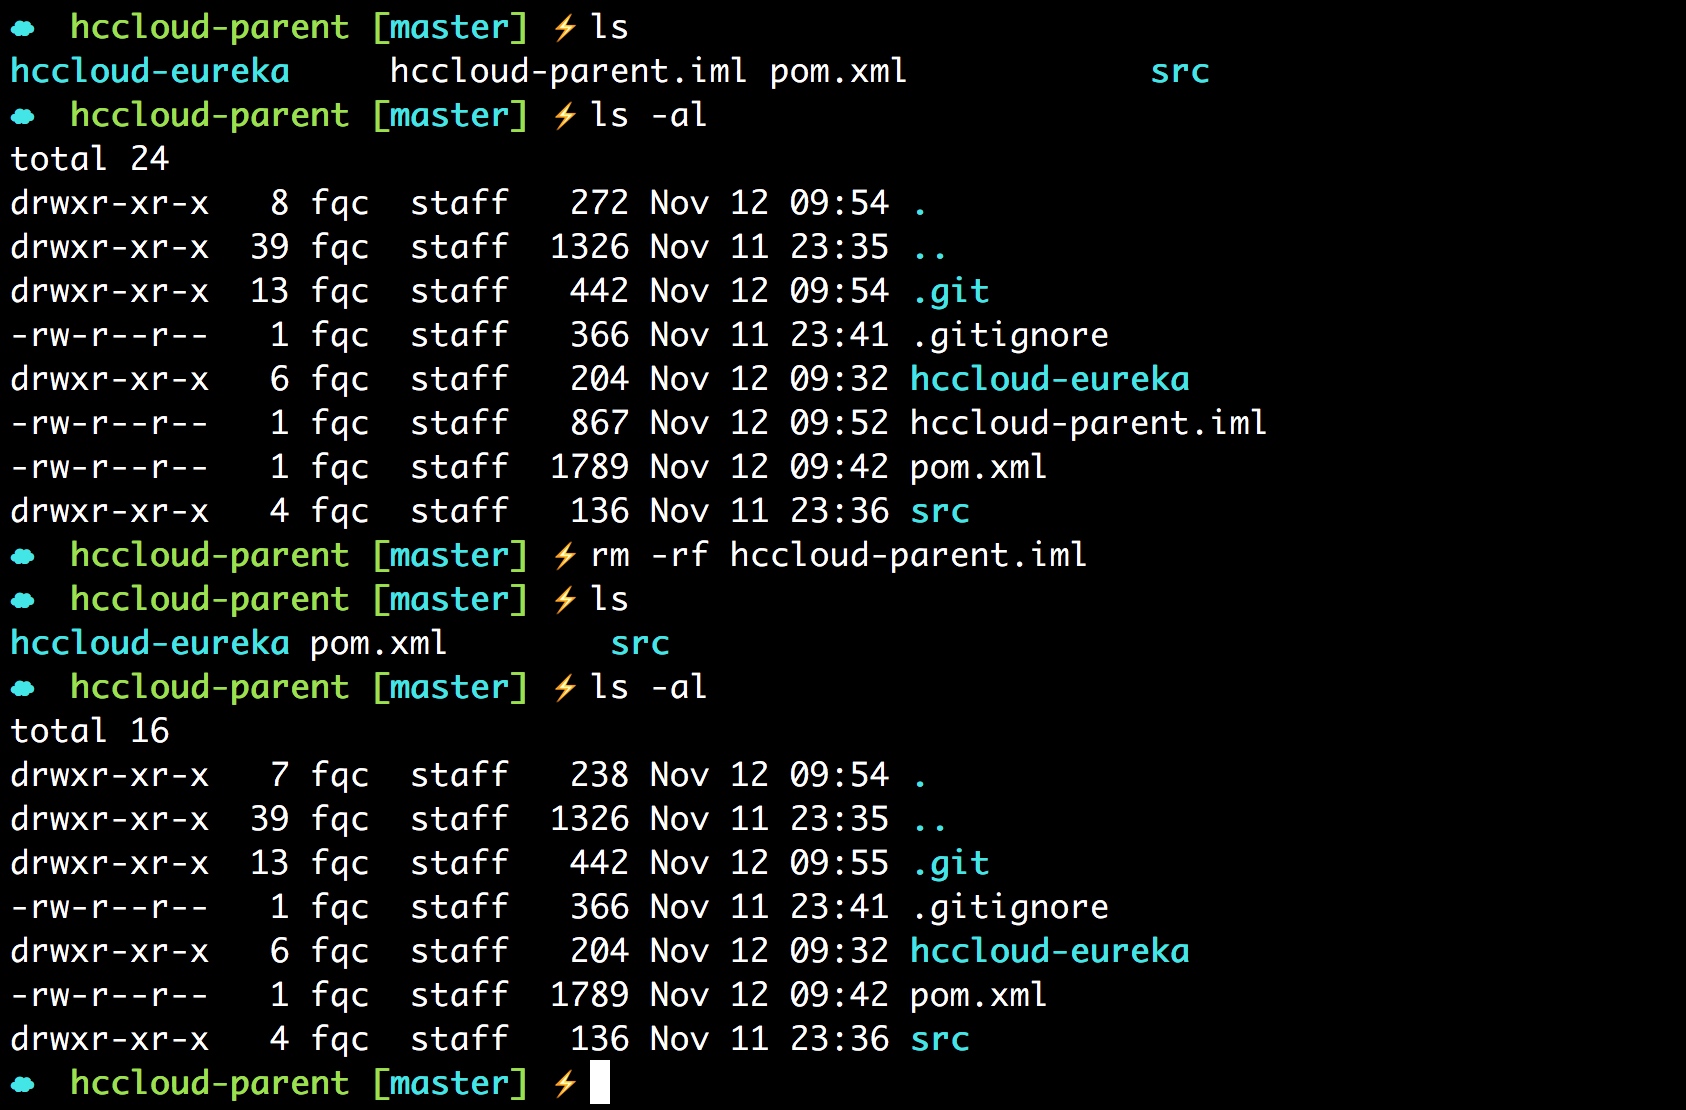 ☁  hccloud-parent [master] ⚡ ls
hccloud-eureka     hccloud-parent.iml pom.xml            src
☁  hccloud-parent [master] ⚡ ls -al
total 24
drwxr-xr-x   8 fqc  staff   272 Nov 12 09:54 .
drwxr-xr-x  39 fqc  staff  1326 Nov 11 23:35 ..
drwxr-xr-x  13 fqc  staff   442 Nov 12 09:54 .git
-rw-r--r--   1 fqc  staff   366 Nov 11 23:41 .gitignore
drwxr-xr-x   6 fqc  staff   204 Nov 12 09:32 hccloud-eureka
-rw-r--r--   1 fqc  staff   867 Nov 12 09:52 hccloud-parent.iml
-rw-r--r--   1 fqc  staff  1789 Nov 12 09:42 pom.xml
drwxr-xr-x   4 fqc  staff   136 Nov 11 23:36 src
☁  hccloud-parent [master] ⚡ rm -rf hccloud-parent.iml
☁  hccloud-parent [master] ⚡ ls
hccloud-eureka pom.xml        src
☁  hccloud-parent [master] ⚡ ls -al
total 16
drwxr-xr-x   7 fqc  staff   238 Nov 12 09:54 .
drwxr-xr-x  39 fqc  staff  1326 Nov 11 23:35 ..
drwxr-xr-x  13 fqc  staff   442 Nov 12 09:55 .git
-rw-r--r--   1 fqc  staff   366 Nov 11 23:41 .gitignore
drwxr-xr-x   6 fqc  staff   204 Nov 12 09:32 hccloud-eureka
-rw-r--r--   1 fqc  staff  1789 Nov 12 09:42 pom.xml
drwxr-xr-x   4 fqc  staff   136 Nov 11 23:36 src
☁  hccloud-parent [master] ⚡